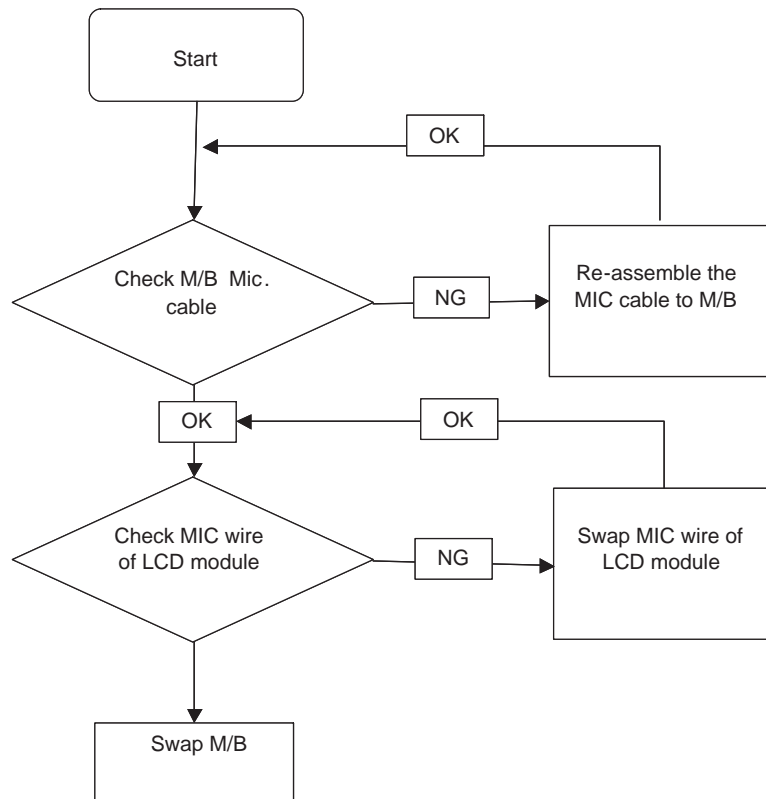 Start
OK
Check M/B Mic.
cable
NG
Re-assemble the
MIC cable to M/B
OK
OK
Check MIC wire
of LCD module
NG
Swap MIC wire of
LCD module
Swap M/B